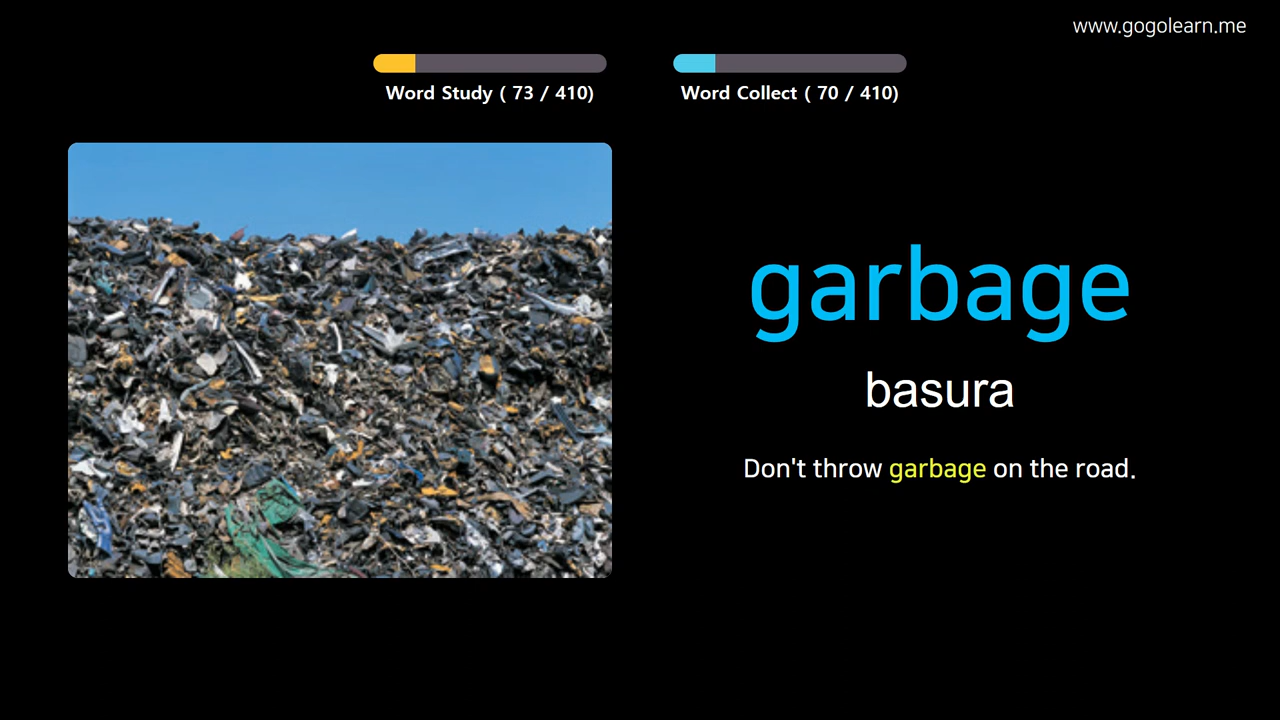 www.gogolearn.me
Word Study ( 73 / 410)
Word Collect ( 70 / 410)
garbage
basura
Don't throw garbage on the road.